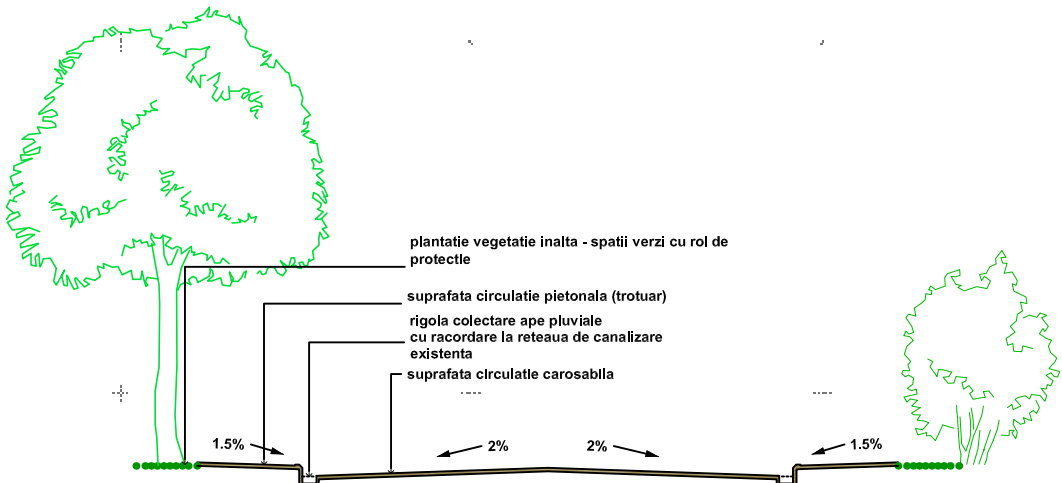 plantatie vegetatie inalta - spatii verzi cu rol de
protectle
suprafata circulatie pietonala (trotuar)
rigola colectare ape pluviale
cu racordare la reteaua de canalizare
existenta
suprafata cIrculatIe carosabIla
1.5%
2%
2%
1.5%